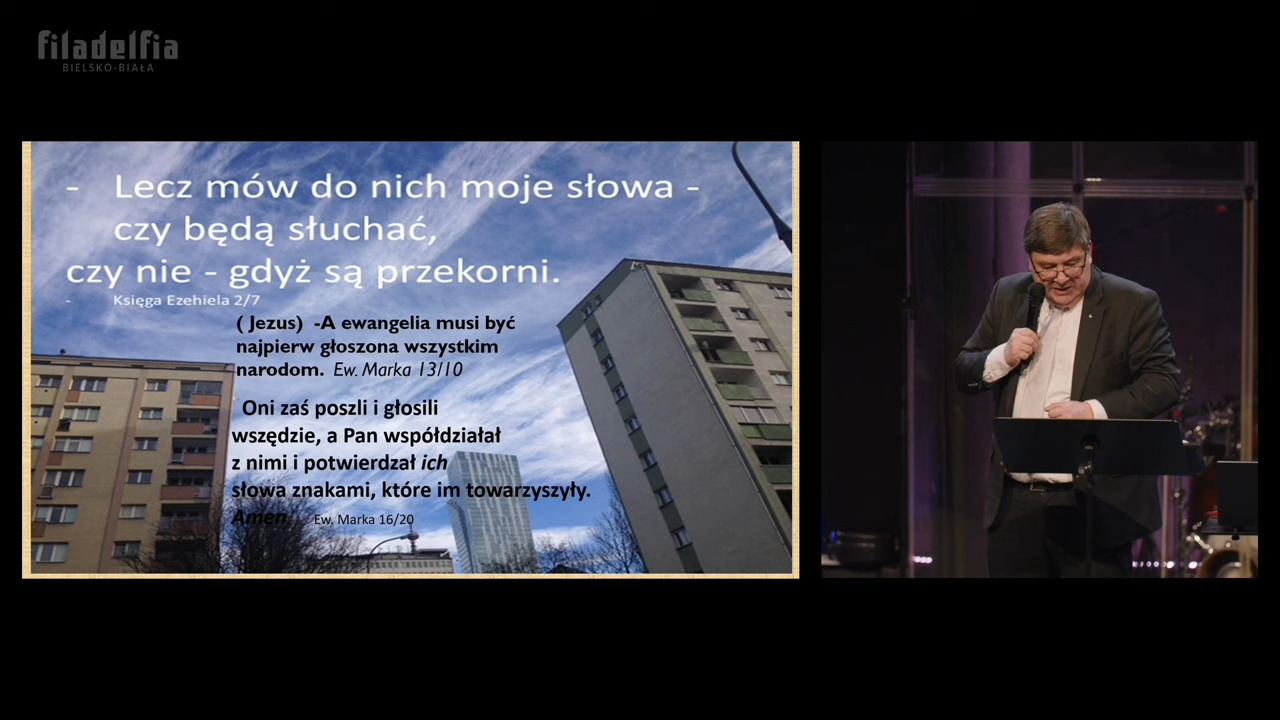 filadelfia
BIELSKO-BIAŁA
- Lecz mów do nich moje słowa -
czy będą słuchać,
czy nie - gdyż są przekorni.
- Księga Ezehiela 2/7
( Jezus) -A ewangelia musi być
najpierw głoszona wszystkim
narodom. Ew. Marka 13/10
Oni zaś poszli i głosili
wszędzie, a Pan współdziałał
z nimi i potwierdzał ich
słowa znakami, które im towarzyszyły.
Amen. Ew. Marka 16/20